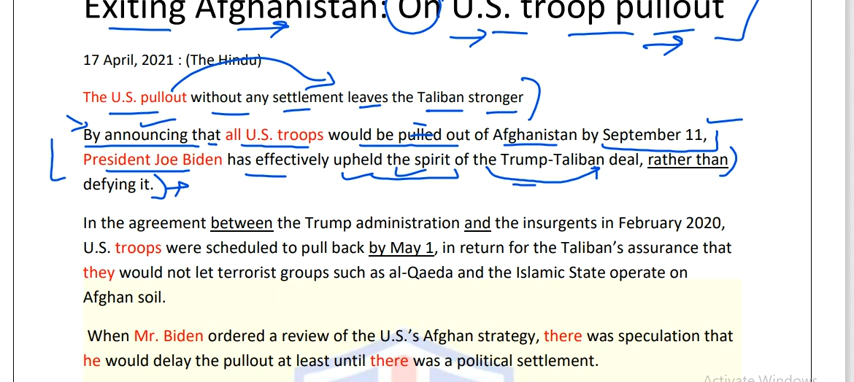 Exiting Afghanistan: On U.S. troop pullout
17 April, 2021 : (The Hindu)
The U.S. pullout without any settlement leaves the Taliban stronger
By announcing that all U.S. troops would be pulled out of Afghanistan by September 11,
President Joe Biden has effectively upheld the spirit of the Trump-Taliban deal, rather than
defying it.
In the agreement between the Trump administration and the insurgents in February 2020,
U.S. troops were scheduled to pull back by May 1, in return for the Taliban's assurance that
they would not let terrorist groups such as al-Qaeda and the Islamic State operate on
Afghan soil.
When Mr. Biden ordered a review of the U.S.'s Afghan strategy, there was speculation that
he would delay the pullout at least until there was a political settlement.
Activate Windows